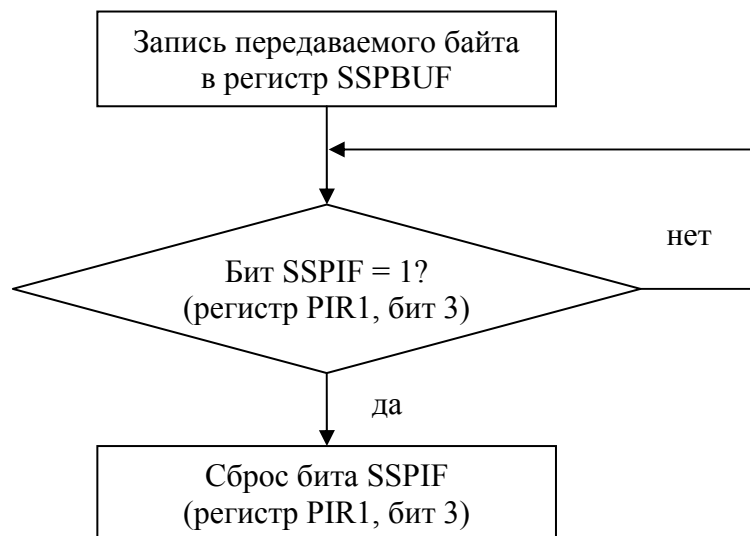 Запись передаваемого байта
в регистр SSPBUF
нет
Бит SSPIF = 1?
(регистр PIR1, бит 3)
да
Сброс бита SSPIF
(регистр PIR1, бит 3)